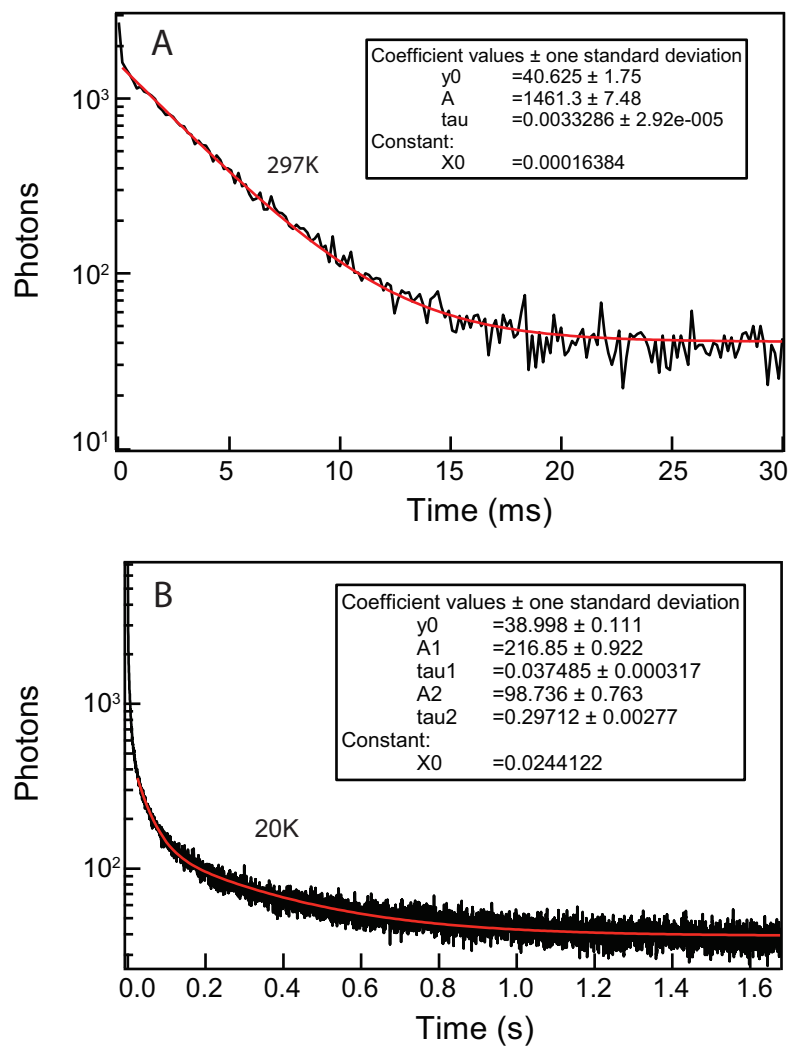 A
Coefficient values ± one standard deviation
y0 =40.625 ± 1.75
A =1461.3 ± 7.48
tau =0.0033286 ± 2.92e-005
Constant:
X0 =0.00016384
297K
10³
10²
10¹
Photons
0 5 10 15 20 25 30
Time (ms)
B
Coefficient values ± one standard deviation
y0 =38.998 ± 0.111
A1 =216.85 ± 0.922
tau1 =0.037485 ± 0.000317
A2 =98.736 ± 0.763
tau2 =0.29712 ± 0.00277
Constant:
X0 =0.0244122
20K
10³
10²
Photons
0.0 0.2 0.4 0.6 0.8 1.0 1.2 1.4 1.6
Time (s)